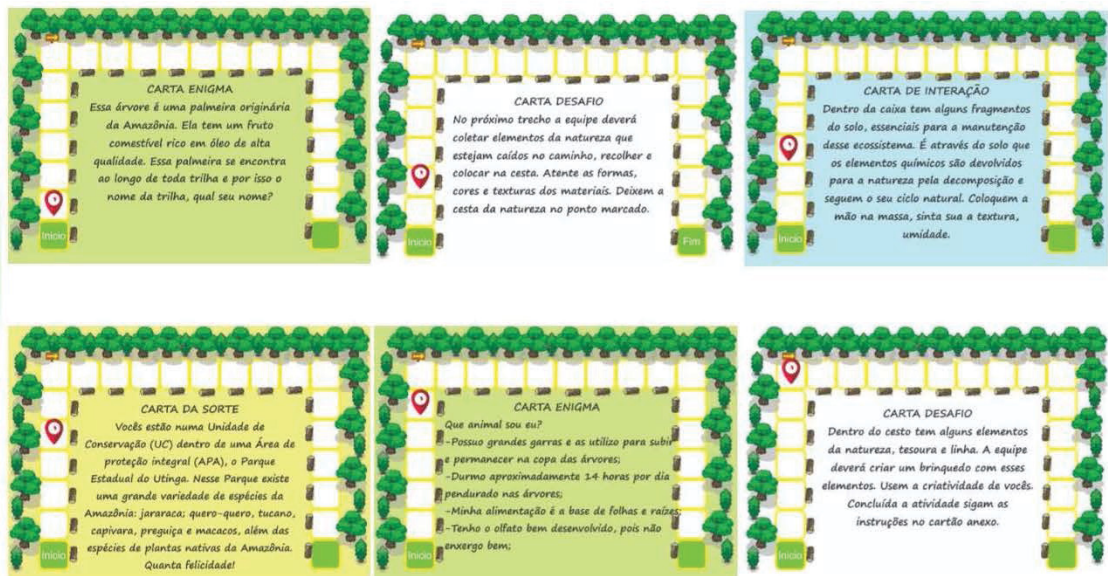 CARTA ENIGMA
Essa árvore é uma palmeira originária
da Amazônia. Ela tem um fruto
comestível rico em óleo de alta
qualidade. Essa palmeira se encontra
ao longo de toda trilha e por isso o
nome da trilha, qual seu nome?
Início
CARTA DESAFIO
No próximo trecho a equipe deverá
coletar elementos da natureza que
estejam caídos no caminho, recolher e
colocar na cesta. Atente as formas,
cores e texturas dos materiais. Deixem a
cesta da natureza no ponto marcado.
Início
Fim
CARTA DE INTERAÇÃO
Dentro da caixa tem alguns fragmentos
do solo, essenciais para a manutenção
desse ecossistema. É através do solo que
os elementos químicos são devolvidos
para a natureza pela decomposição e
seguem o seu ciclo natural. Coloquem a
mão na massa, sinta sua a textura,
umidade.
Início
CARTA DA SORTE
Vocês estão numa Unidade de
Conservação (UC) dentro de uma Área de
proteção integral (APA), o Parque
Estadual do Utinga. Nesse Parque existe
uma grande variedade de espécies da
Amazônia: jararaca; quero-quero, tucano,
capivara, preguiça e macacos, além das
espécies de plantas nativas da Amazônia.
Quanta felicidade!
Início
CARTA ENIGMA
Que animal sou eu?
-Possuo grandes garras e as utilizo para subir
e permanecer na copa das árvores;
-Durmo aproximadamente 14 horas por dia
pendurado nas árvores;
-Minha alimentação é a base de folhas e raízes;
-Tenho o olfato bem desenvolvido, pois não
enxergo bem;
Início
CARTA DESAFIO
Dentro do cesto tem alguns elementos
da natureza, tesoura e linha. A equipe
deverá criar um brinquedo com esses
elementos. Usem a criatividade de vocês.
Concluída a atividade sigam as
instruções no cartão anexo.
Início